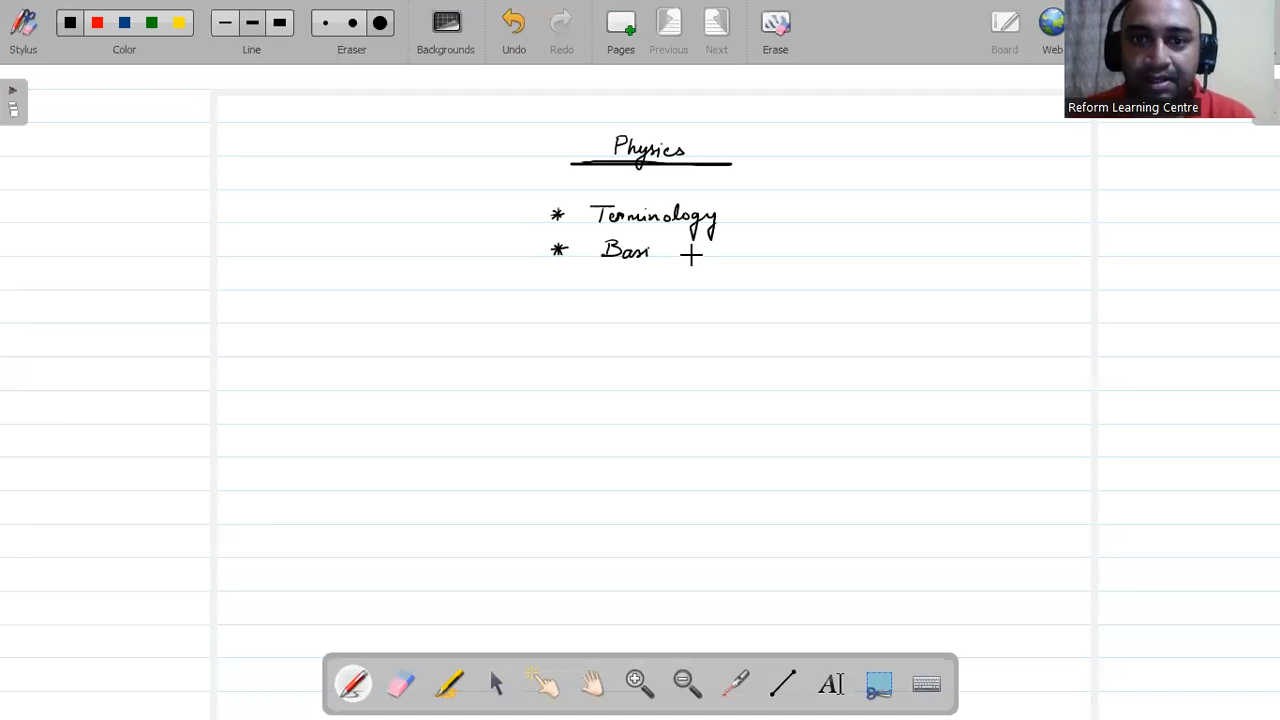 Stylus Color Line Eraser Backgrounds Undo Redo Pages Previous Next Erase Board Web
Reform Learning Centre
Physics
* Terminology
* Basi